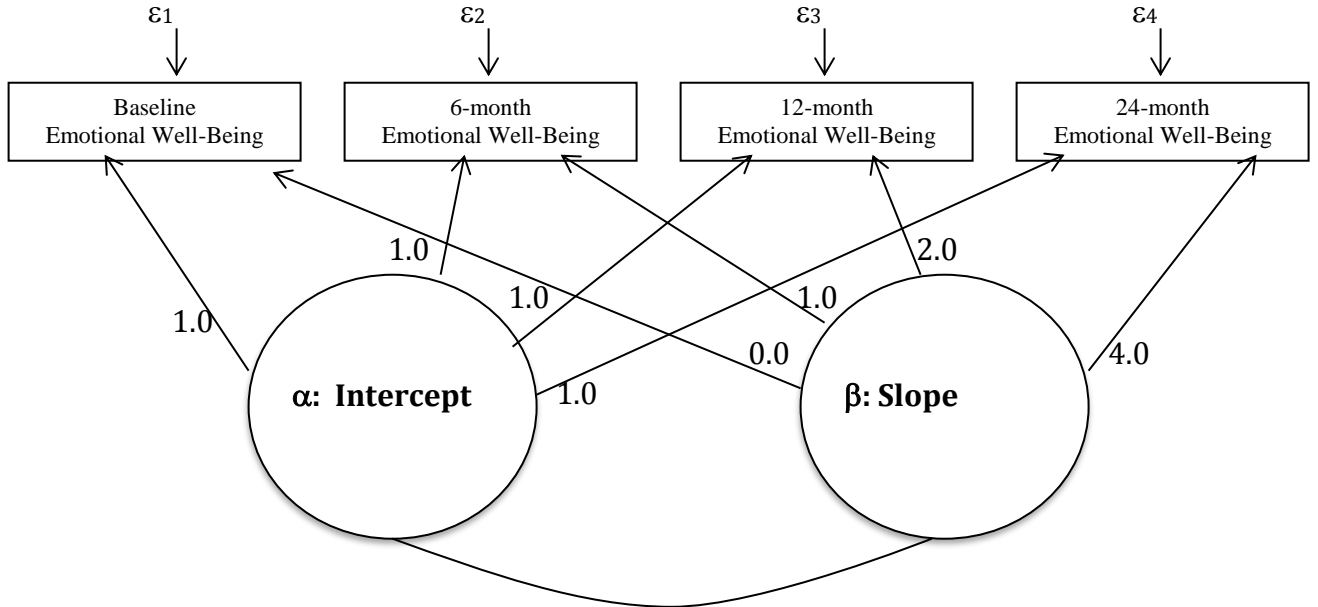 ε1
ε2
ε3
ε4
Baseline
Emotional Well-Being
6-month
Emotional Well-Being
12-month
Emotional Well-Being
24-month
Emotional Well-Being
1.0
2.0
1.0
1.0
1.0
0.0
4.0
1.0
α: Intercept
β: Slope